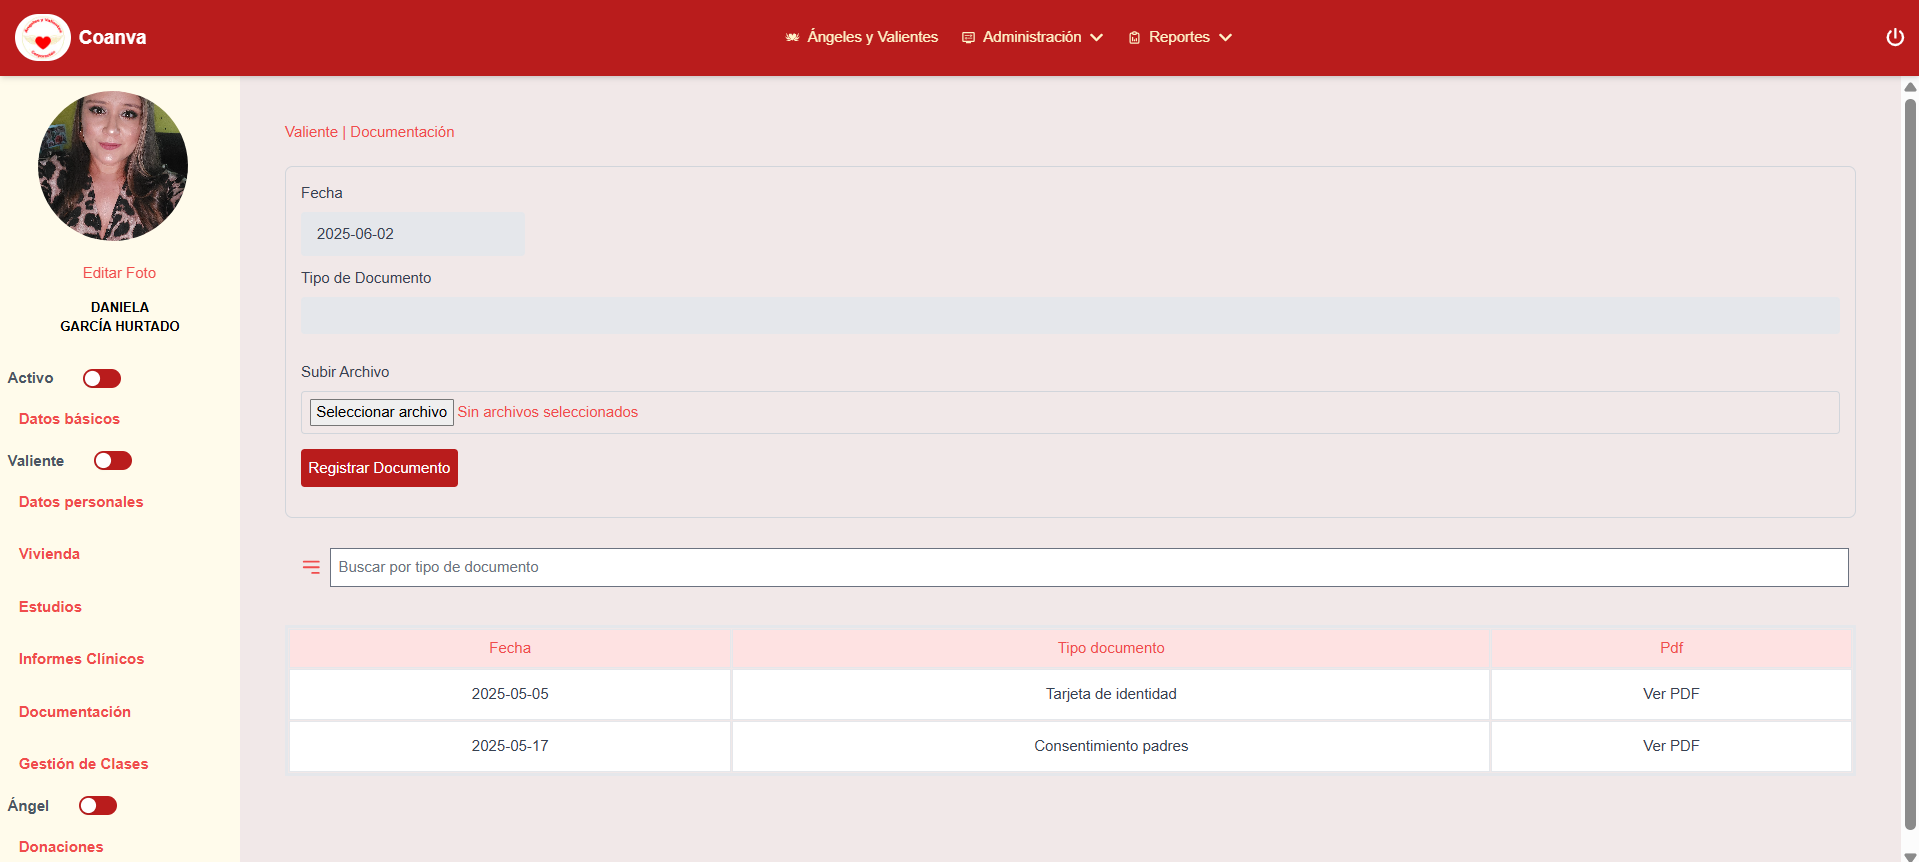 Coanva
Ángeles y Valientes
Administración
Reportes
Editar Foto
DANIELA
GARCÍA HURTADO
Activo
Datos básicos
Valiente
Datos personales
Vivienda
Estudios
Informes Clínicos
Documentación
Gestión de Clases
Ángel
Donaciones
Valiente | Documentación
Fecha
2025-06-02
Tipo de Documento
Subir Archivo
Seleccionar archivo Sin archivos seleccionados
Registrar Documento
Buscar por tipo de documento
Fecha Tipo documento Pdf
2025-05-05 Tarjeta de identidad Ver PDF
2025-05-17 Consentimiento padres Ver PDF